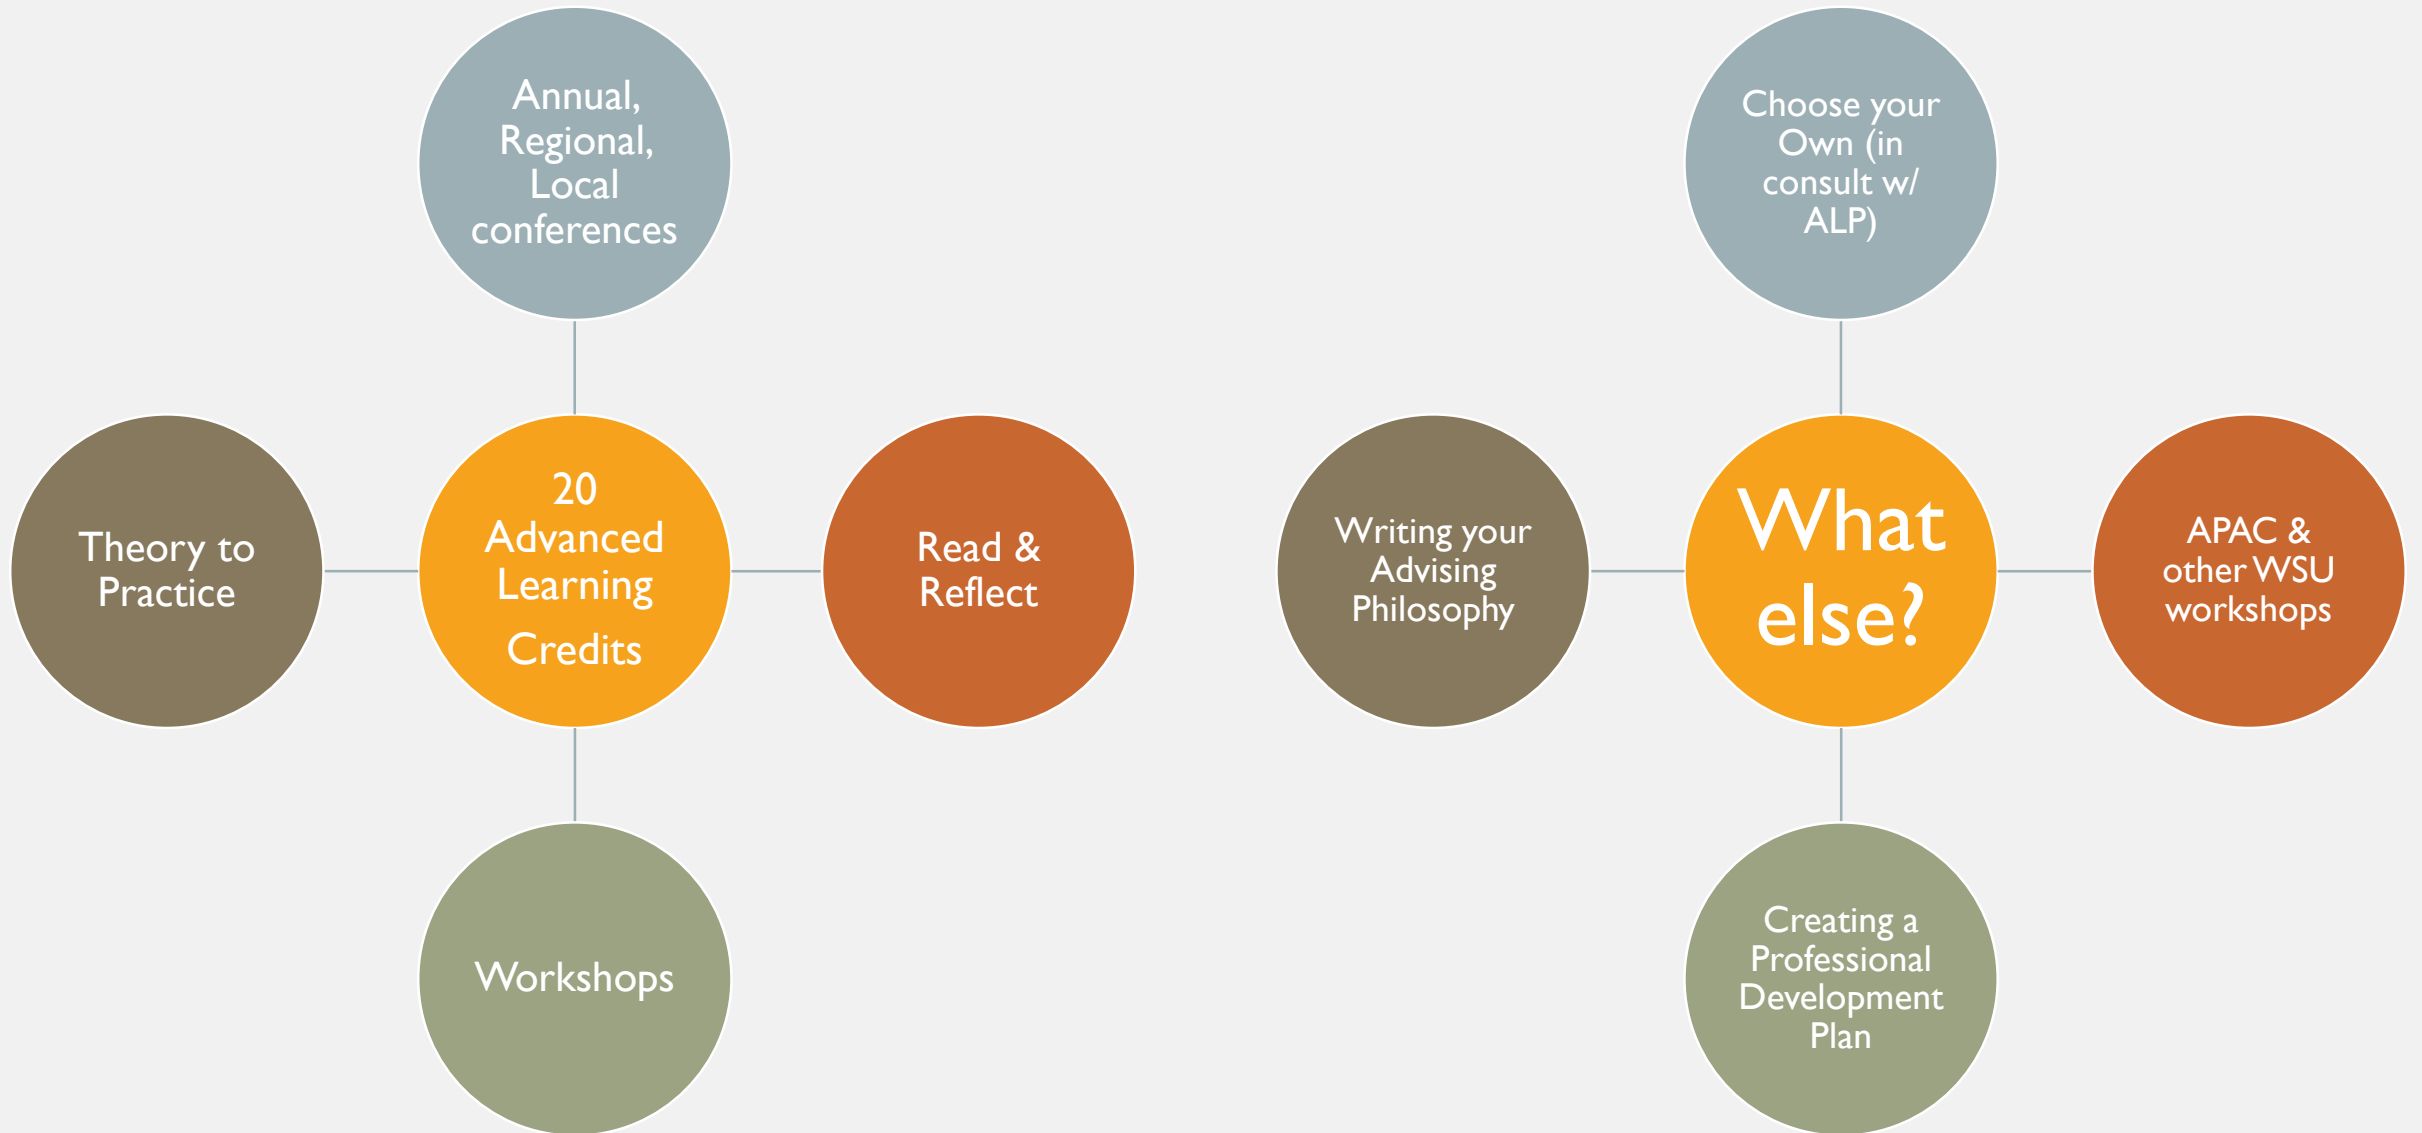 Annual,
Regional,
Local
conferences
Theory to
Practice
20
Advanced
Learning
Credits
Read &
Reflect
Workshops
Choose your
Own (in
consult w/
ALP)
Writing your
Advising
Philosophy
What
else?
APAC &
other WSU
workshops
Creating a
Professional
Development
Plan